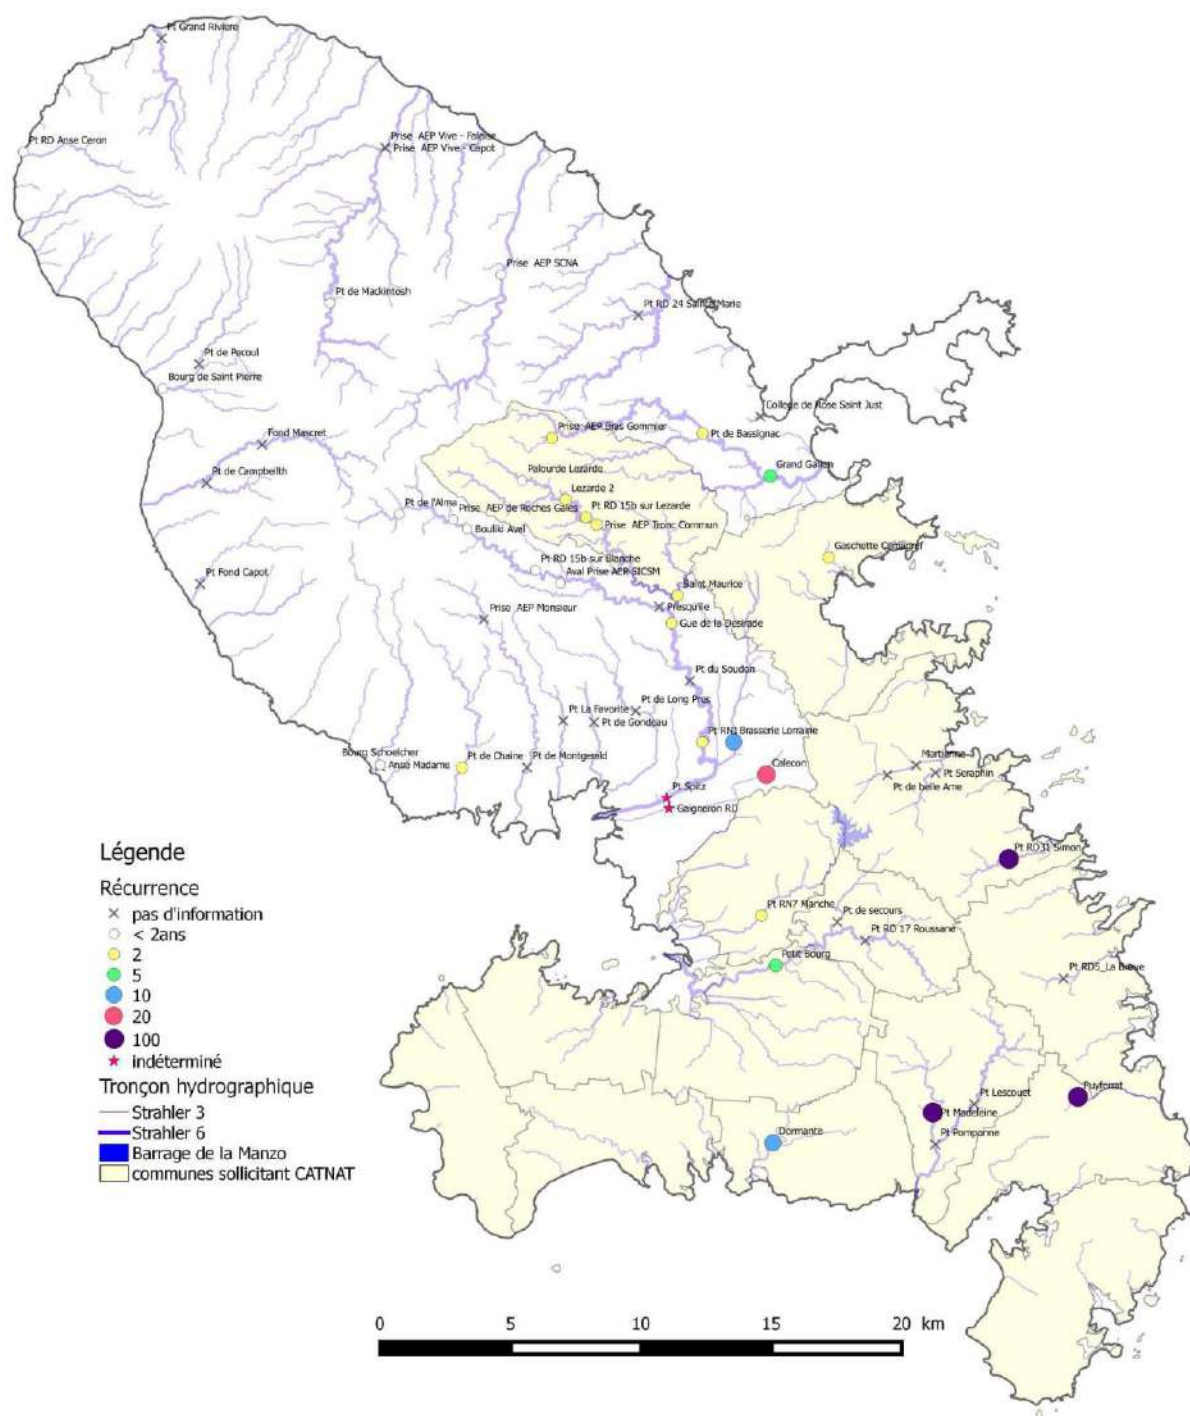 Pt Grand Riviere
Pt RD Anse Ceron
Prise AEP Vive - Falaise
Prise AEP Vive - Capot
Prise AEP SCNA
Pt de Mackintosh
Pt RD 24 Sainte Marie
Pt de Pecoul
Bourg de Saint Pierre
College de Rose Saint Just
Prise AEP Bras Gommier
Pt de Bassignac
Fond Mascret
Grand Galion
Palourde Lezarde
Pt de Campbeilth
Lezarde 2
Pt de l'Alma
Prise AEP de Roches Gales
Pt RD 15b sur Lezarde
Prise AEP Tronc Commun
Bouliki Avel
Gaschette Cemagref
Pt RD 15b sur Blanche
Aval Prise AEP SICSM
Pt Fond Capot
Saint Maurice
Presqu'ile
Prise AEP Monsieur
Gue de la Desirade
Pt du Soudon
Pt de Long Pres
Pt La Favorite
Pt de Gondeau
Pt RN1
Brasserie Lorraine
Bourg Schoelcher
Anse Madame
Pt de Chaine
Pt de Montgerald
Calecon
Martienne
Pt Seraphin
Pt de belle Ame
Pt Spitz
Gaigneron RD
Pt RD31 Simon
Pt RN7 Manche
Pt de secours
Pt RD 17 Roussane
Petit Bourg
Pt RD5_La Breve
Puyferrat
Pt Lescouet
Pt Madeleine
Dormante
Pt Pomponne
Légende
Récurrence
pas d'information
< 2ans
2
5
10
20
100
indéterminé
Tronçon hydrographique
Strahler 3
Strahler 6
Barrage de la Manzo
communes sollicitant CATNAT
0 5 10 15 20 km